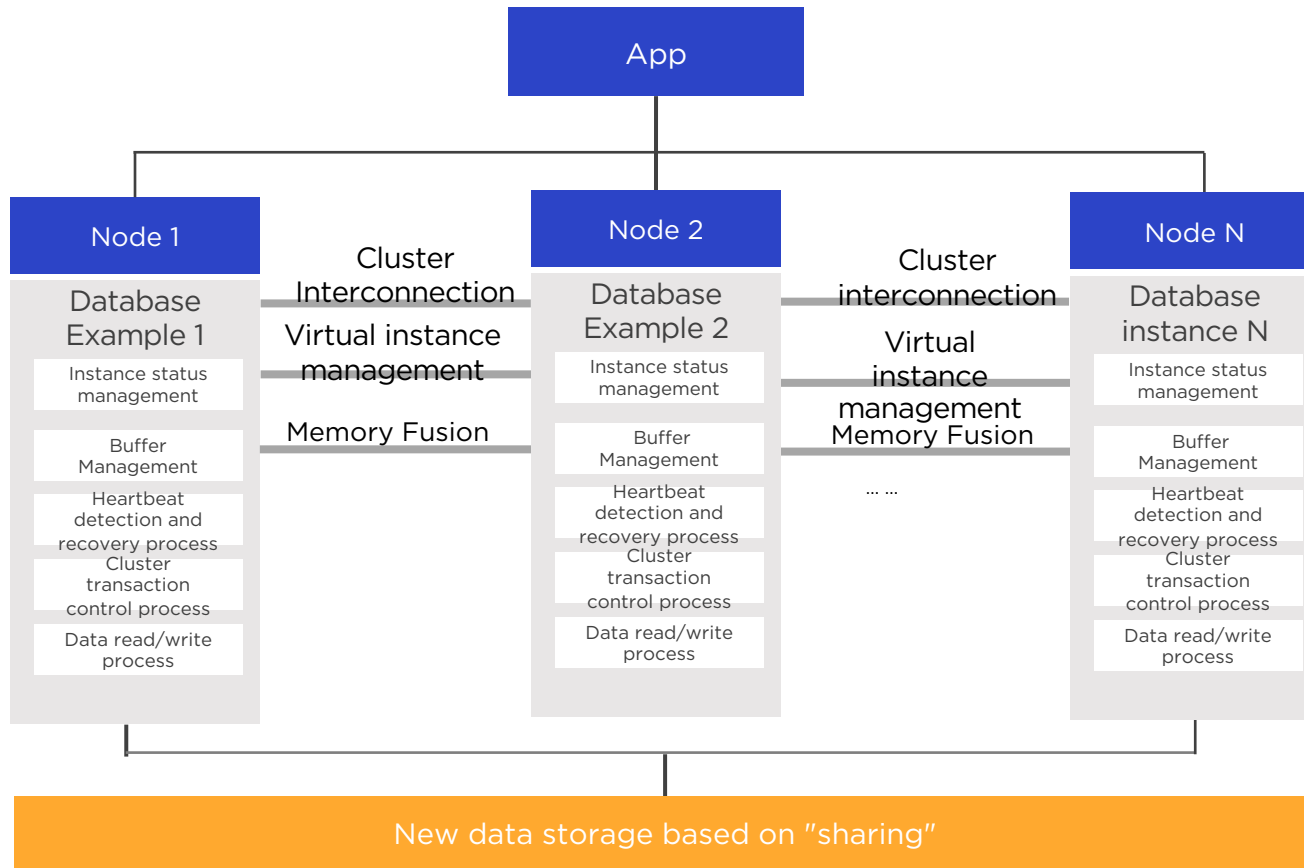 App
Node 1
Database
Example 1
Instance status
management
Buffer
Management
Heartbeat
detection and
recovery process
Cluster
transaction
control process
Data read/write
process
Cluster
Interconnection
Virtual instance
management
Memory Fusion
Node 2
Database
Example 2
Instance status
management
Buffer
Management
Heartbeat
detection and
recovery process
Cluster
transaction
control process
Data read/write
process
Cluster
interconnection
Virtual
instance
management
Memory Fusion
... ...
Node N
Database
instance N
Instance status
management
Buffer
Management
Heartbeat
detection and
recovery process
Cluster
transaction
control process
Data read/write
process
New data storage based on "sharing"